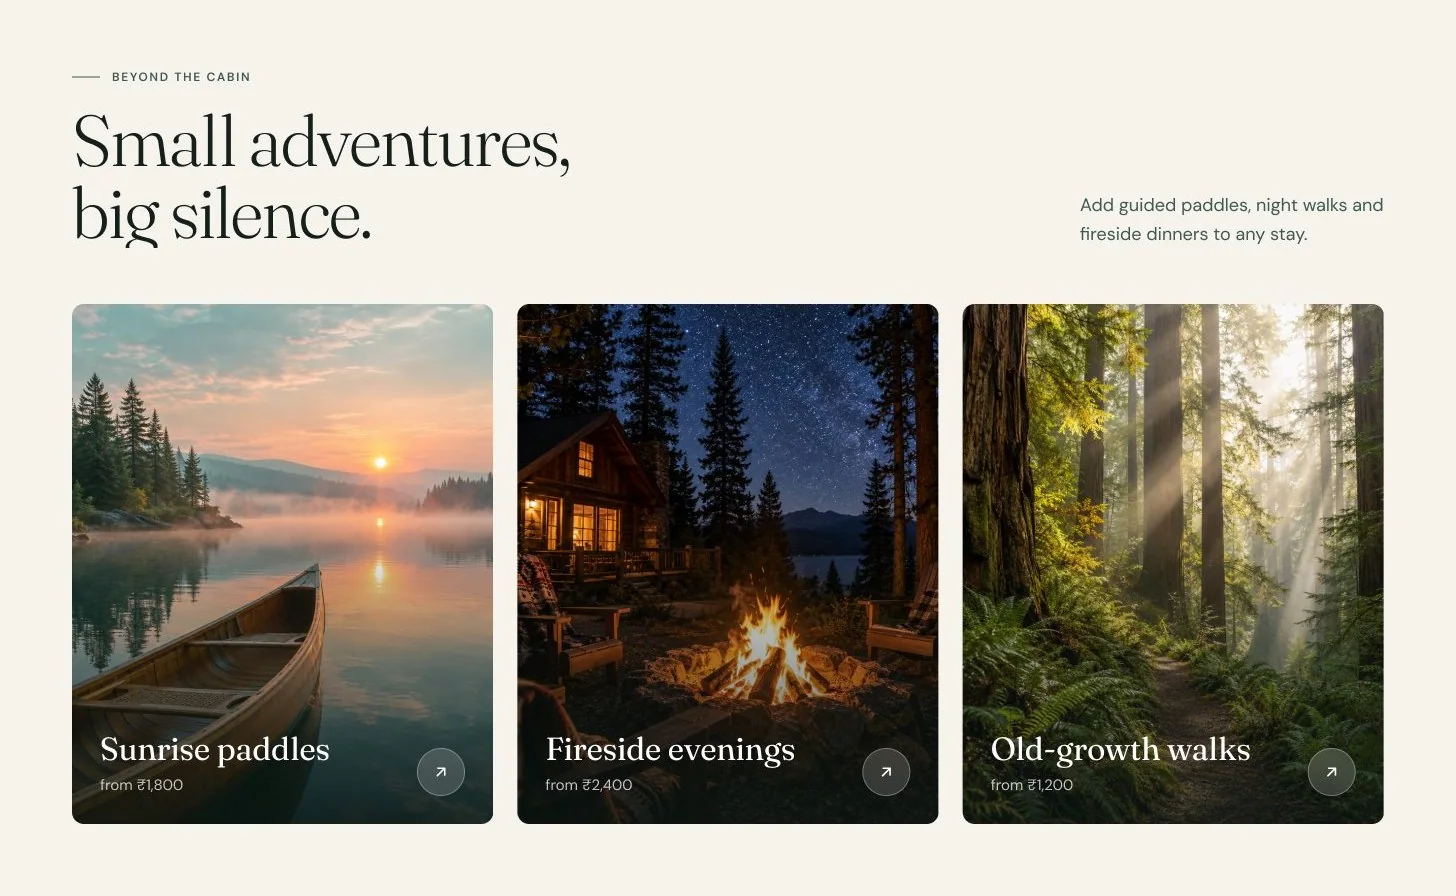 BEYOND THE CABIN
Small adventures,
big silence.
Add guided paddles, night walks and
fireside dinners to any stay.
Sunrise paddles
from ₹1,800
Fireside evenings
from ₹2,400
Old-growth walks
from ₹1,200